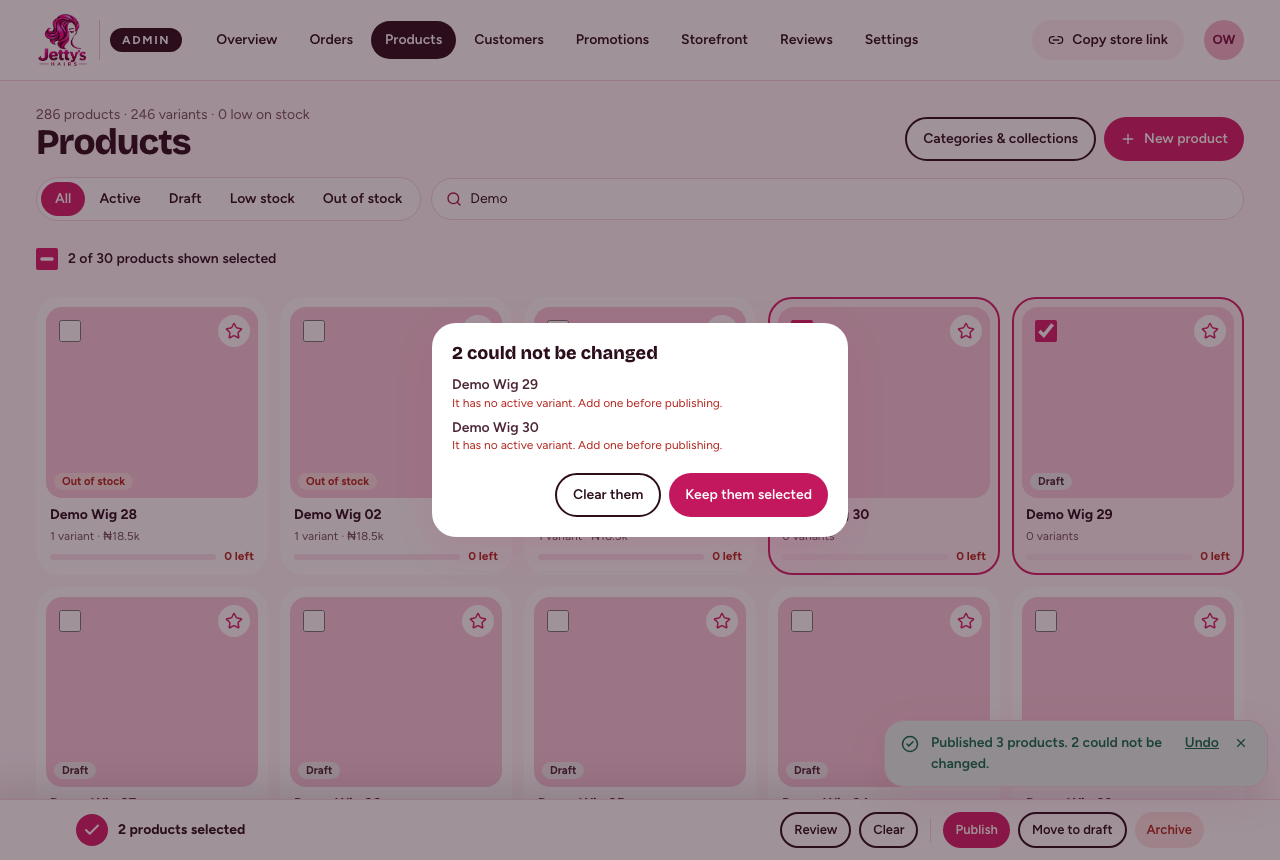 Jetty's
HAIRS
ADMIN
Overview
Orders
Products
Customers
Promotions
Storefront
Reviews
Settings
Copy store link
OW
286 products · 246 variants · 0 low on stock
Products
Categories & collections
New product
All
Active
Draft
Low stock
Out of stock
Demo
2 of 30 products shown selected
2 could not be changed
Demo Wig 29
It has no active variant. Add one before publishing.
Demo Wig 30
It has no active variant. Add one before publishing.
Clear them
Keep them selected
Out of stock
Demo Wig 28
1 variant · ₦18.5k
0 left
Out of stock
Demo Wig 02
1 variant · ₦18.5k
0 left
1 variant · ₦18.5k
0 left
30
0 variants
0 left
Draft
Demo Wig 29
0 variants
0 left
Draft
Draft
Draft
Draft
Published 3 products. 2 could not be
changed.
Undo
2 products selected
Review
Clear
Publish
Move to draft
Archive